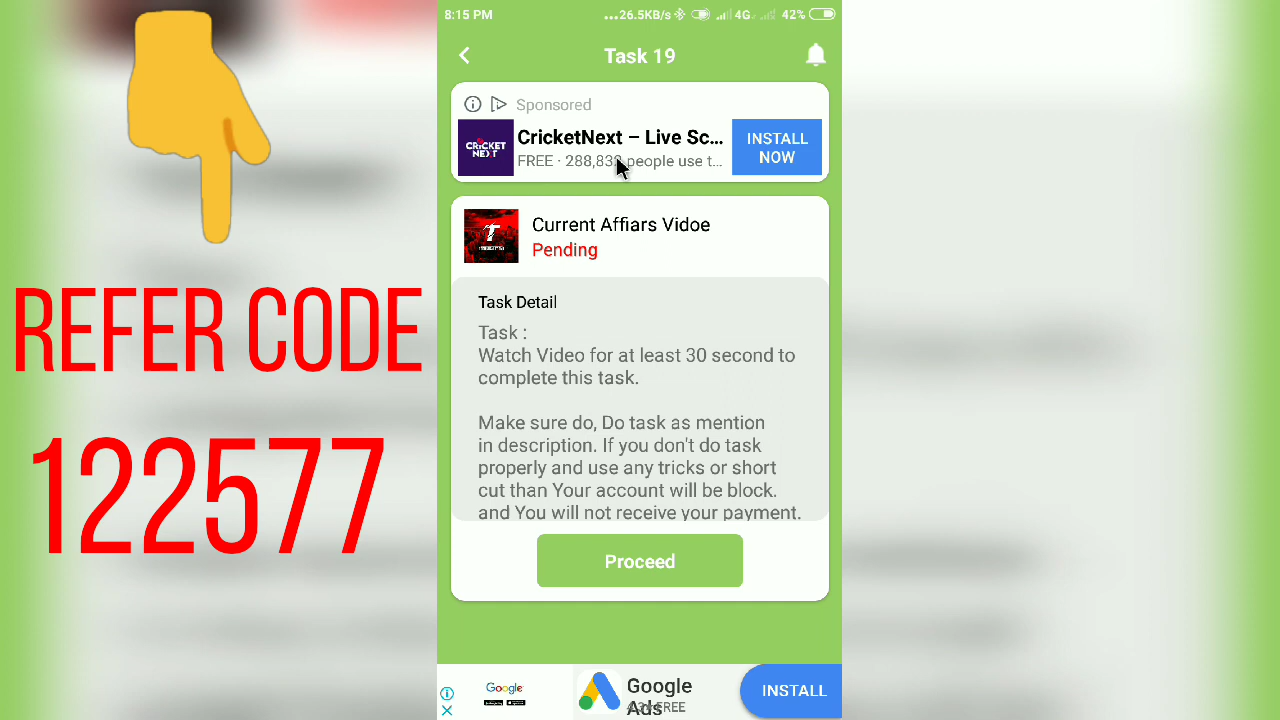 REFER CODE
122577
8:15 PM
...26.5KB/s 4G 42%
Task 19
Sponsored
CricketNext – Live Sc...
FREE · 288,833 people use t...
CRICKET
NEXT
INSTALL
NOW
Current Affiars Vidoe
Pending
Task Detail
Task :
Watch Video for at least 30 second to
complete this task.
Make sure do, Do task as mention
in description. If you don't do task
properly and use any tricks or short
cut than Your account will be block.
and You will not receive your payment.
Proceed
Google
Google
Ads
FREE
INSTALL